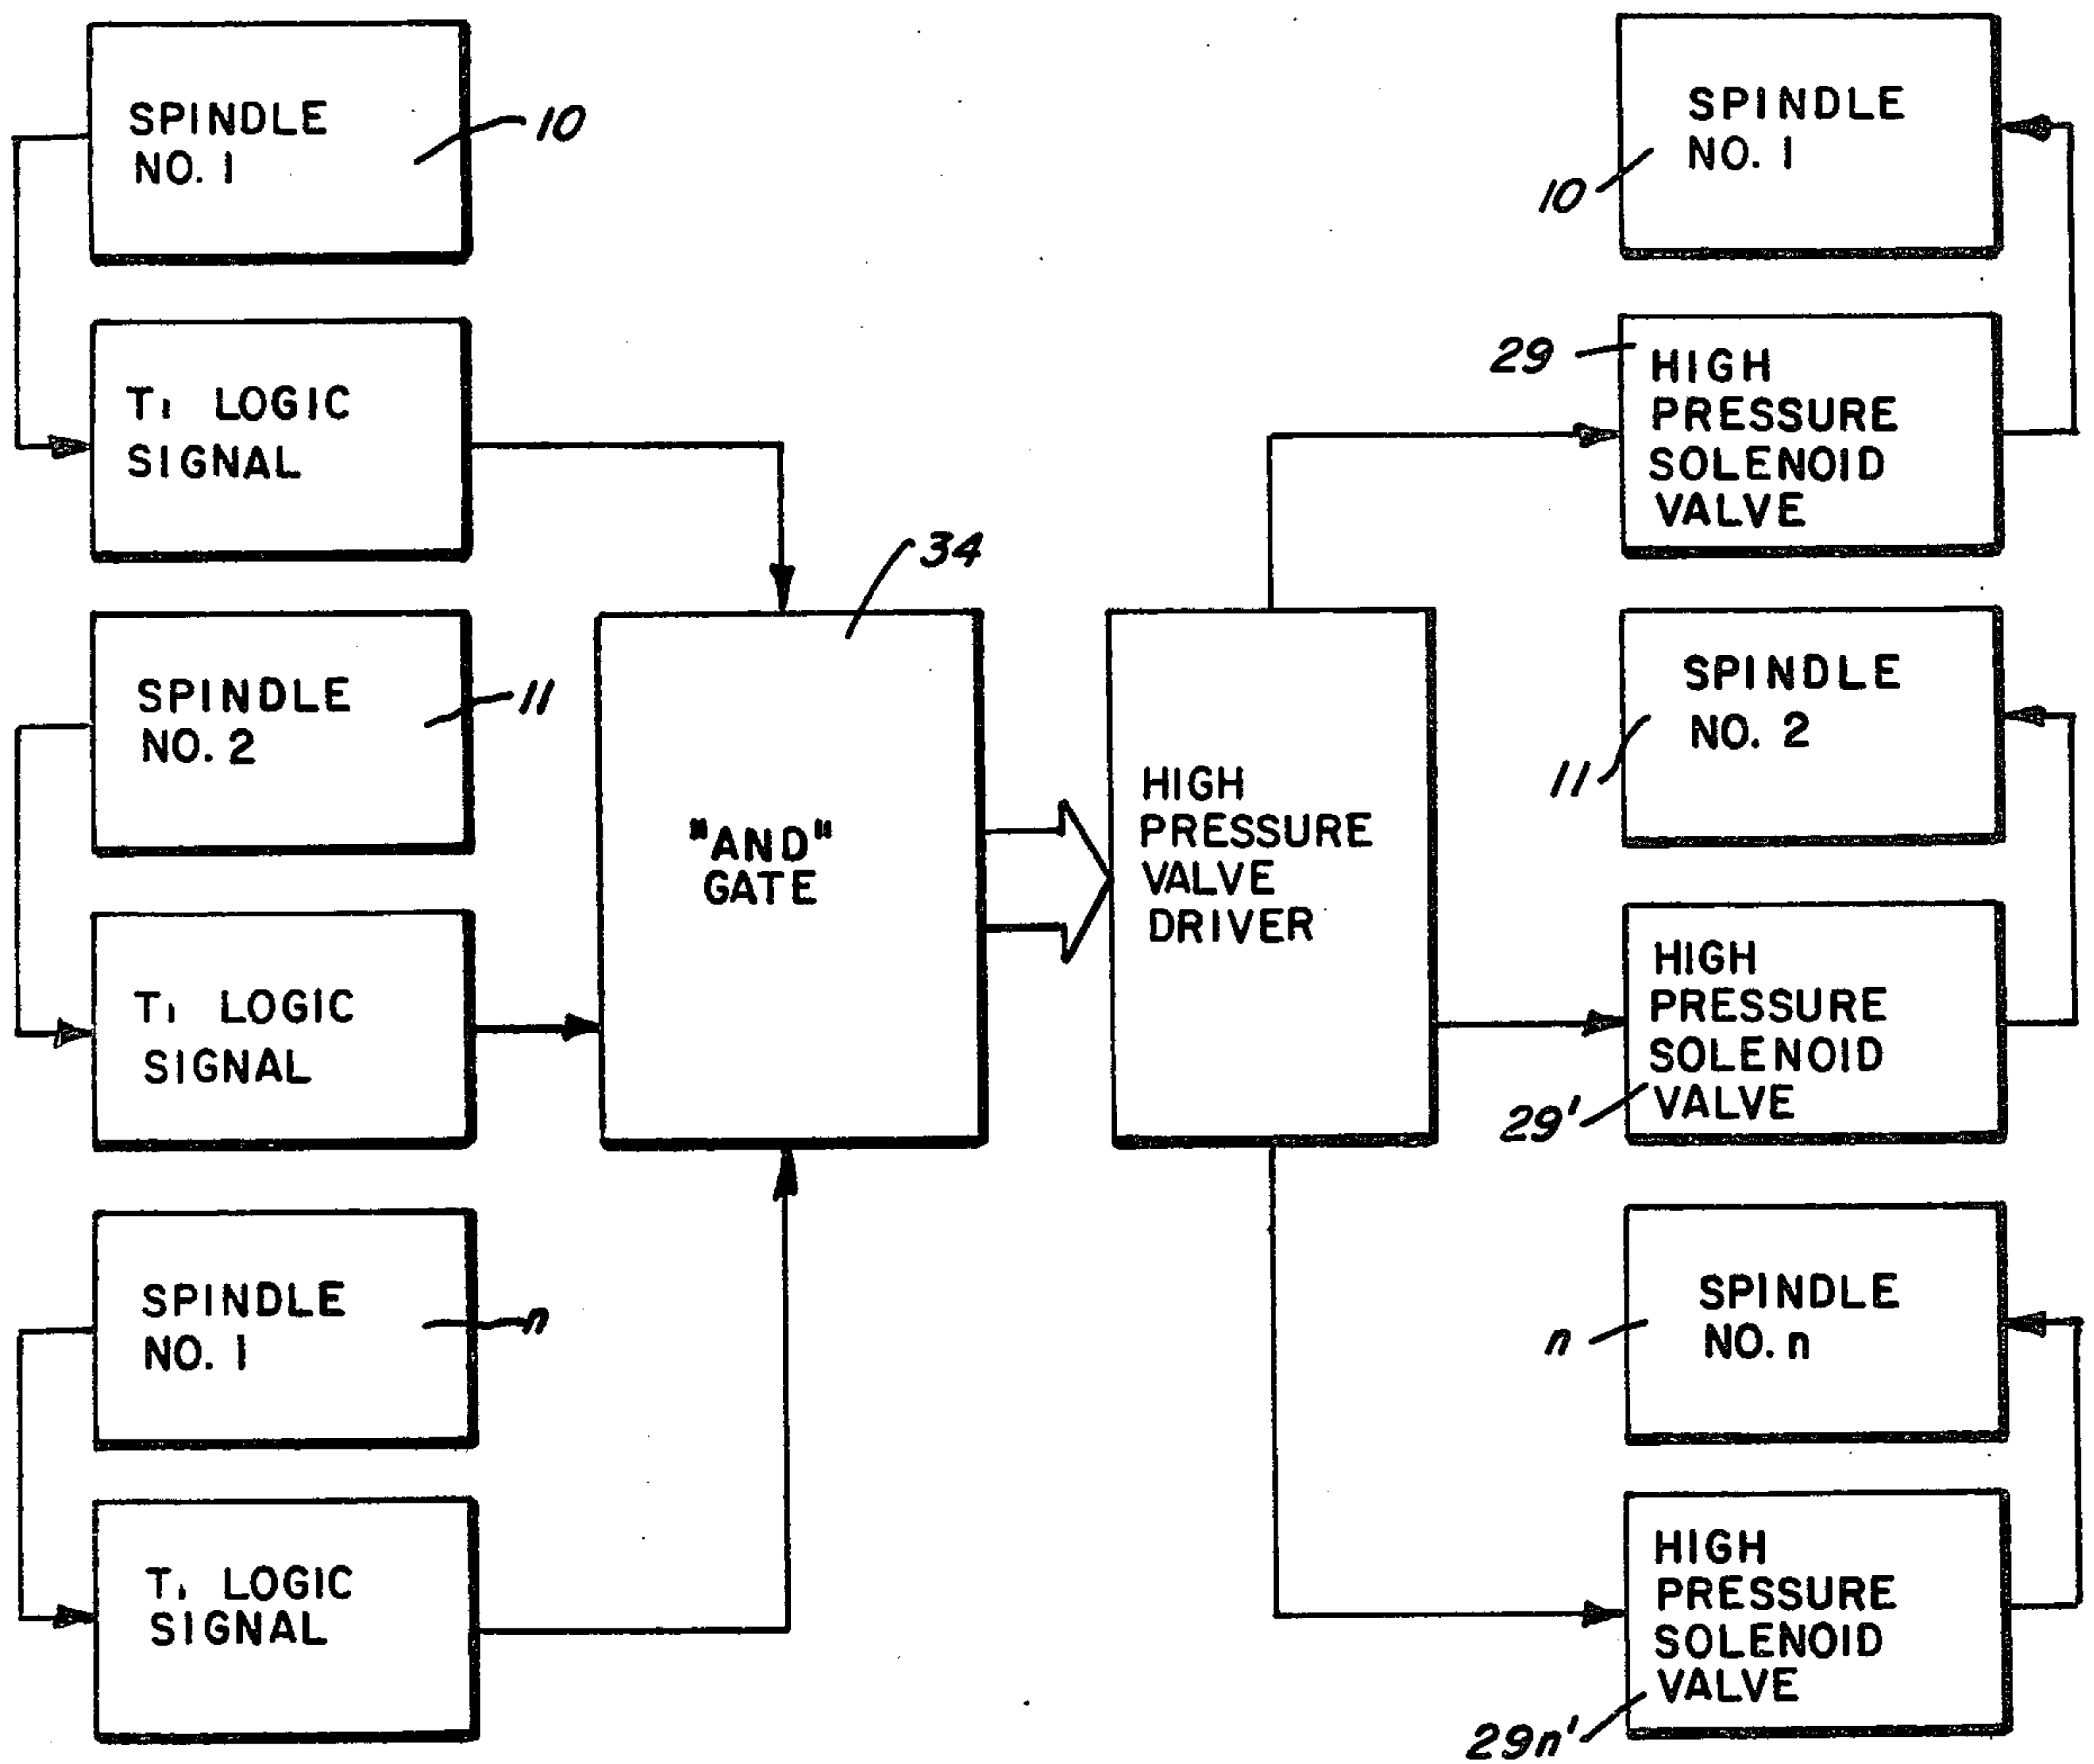 SPINDLE
NO. 1
10
T1 LOGIC
SIGNAL
SPINDLE
NO. 2
11
T1 LOGIC
SIGNAL
SPINDLE
NO. 1
n
T1 LOGIC
SIGNAL
34
"AND"
GATE
HIGH
PRESSURE
VALVE
DRIVER
SPINDLE
NO. 1
10
29
HIGH
PRESSURE
SOLENOID
VALVE
SPINDLE
NO. 2
11
HIGH
PRESSURE
SOLENOID
VALVE
29'
SPINDLE
NO. n
n
HIGH
PRESSURE
SOLENOID
VALVE
29n'